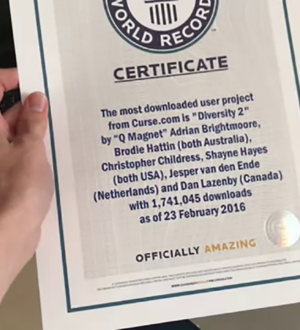 WORLD RECORD
CERTIFICATE
The most downloaded user project
from Curse.com is "Diversity 2"
by "Q Magnet" Adrian Brightmoore,
Brodie Hattin (both Australia),
Christopher Childress, Shayne Hayes
(both USA), Jesper van den Ende
(Netherlands) and Dan Lazenby (Canada)
with 1,741,045 downloads
as of 23 February 2016
OFFICIALLY AMAZING